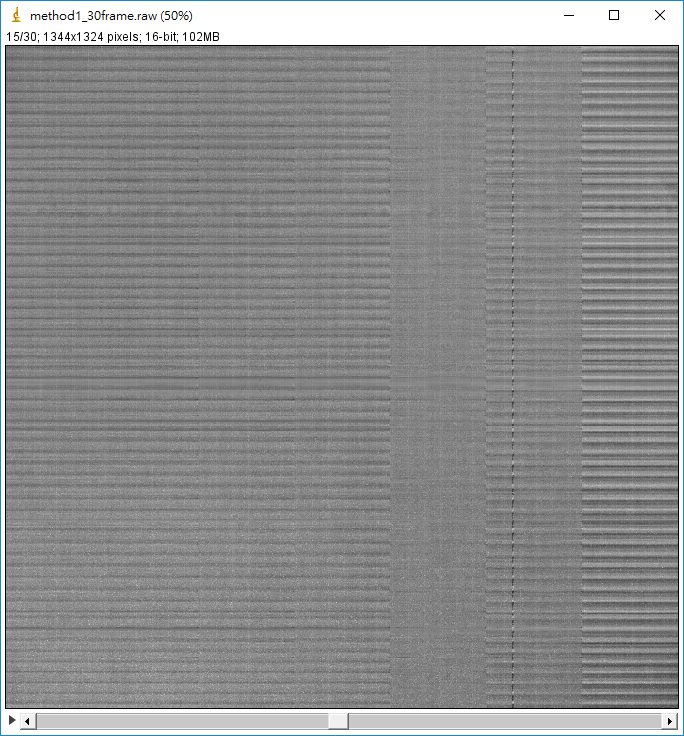 method1_30frame.raw (50%)
15/30; 1344x1324 pixels; 16-bit; 102MB